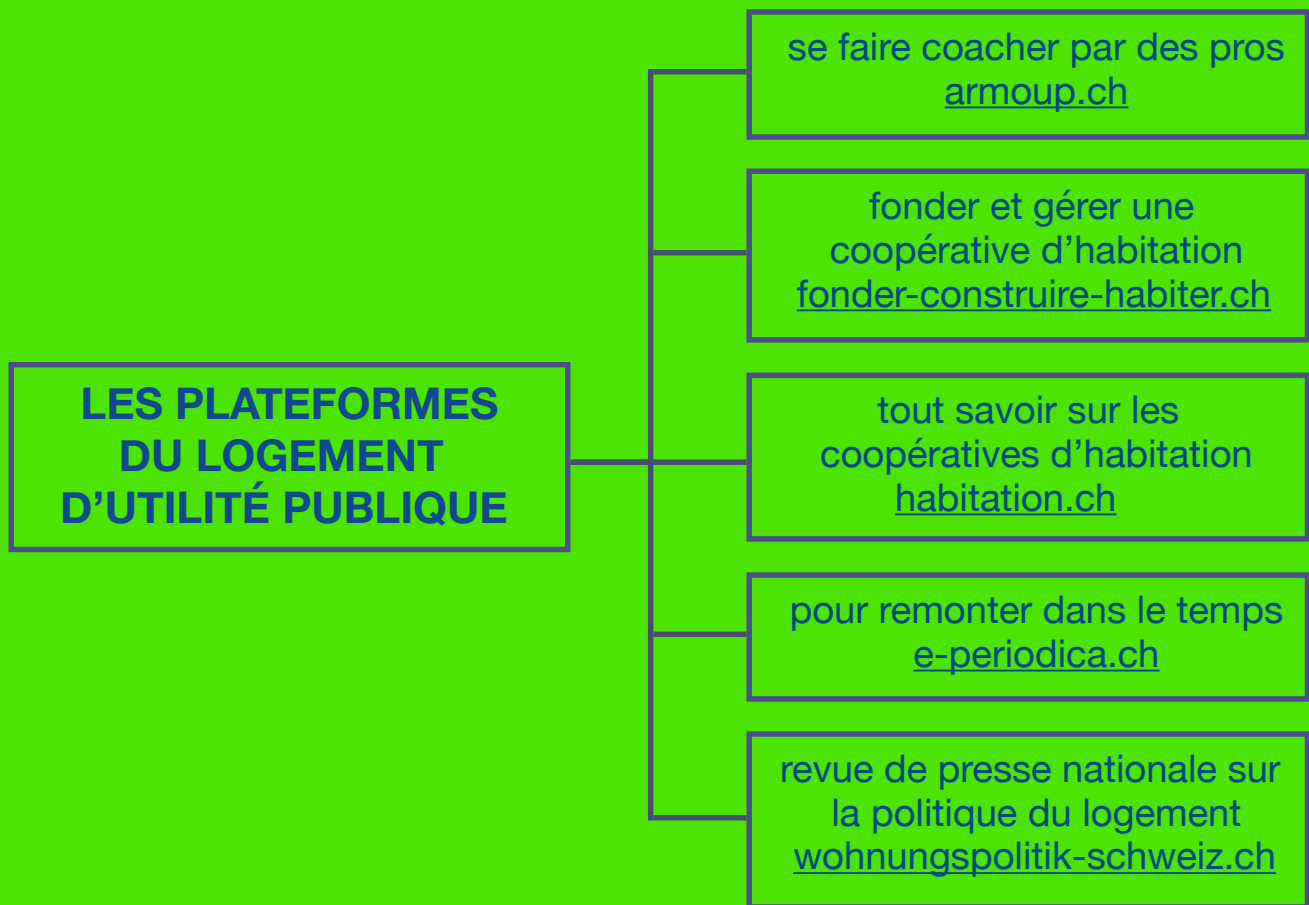 LES PLATEFORMES
DU LOGEMENT
D’UTILITÉ PUBLIQUE
se faire coacher par des pros
armoup.ch
fonder et gérer une
coopérative d’habitation
fonder-construire-habiter.ch
tout savoir sur les
coopératives d’habitation
habitation.ch
pour remonter dans le temps
e-periodica.ch
revue de presse nationale sur
la politique du logement
wohnungspolitik-schweiz.ch